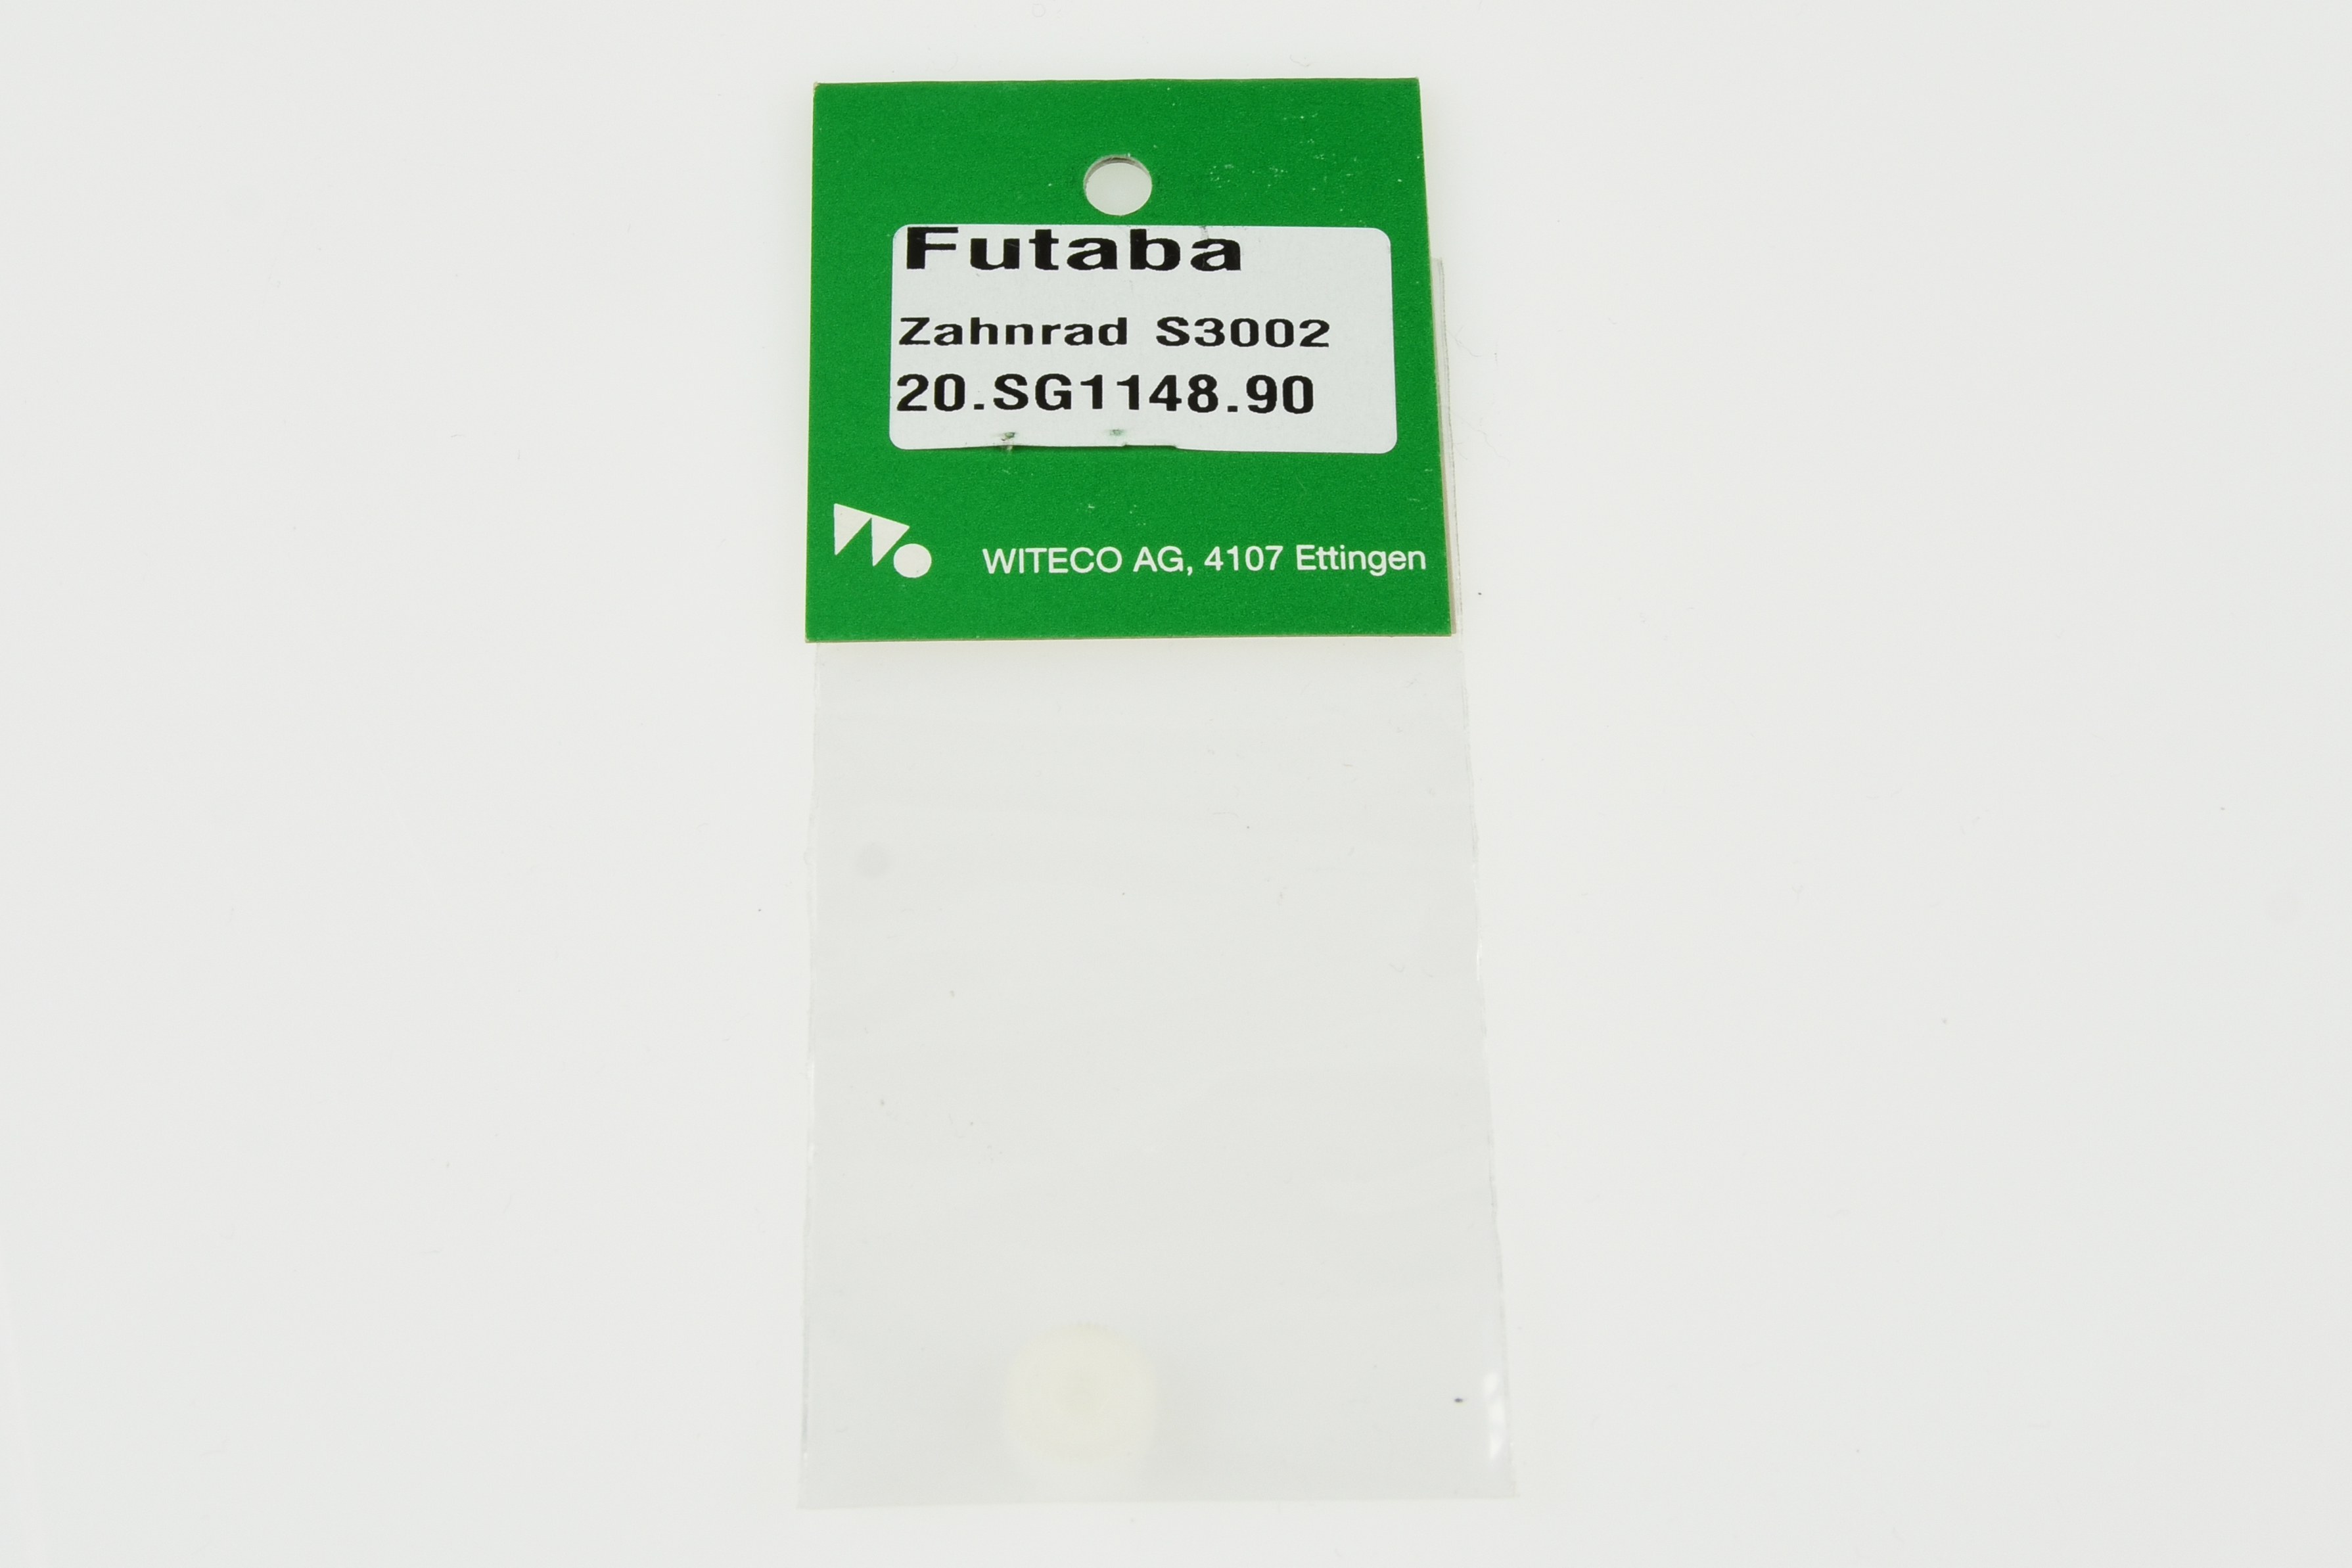 Futaba
Zahnrad S3002
20.SG1148.90
WITECO AG, 4107 Ettingen